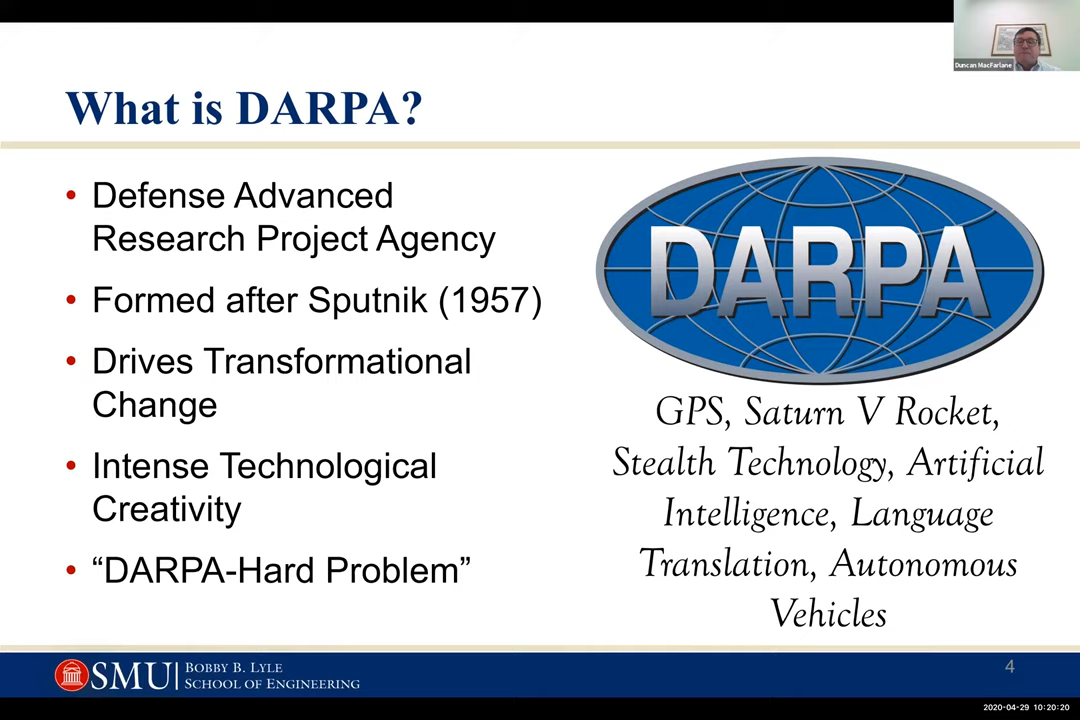 Duncan MacFarlane
What is DARPA?
• Defense Advanced
Research Project Agency
• Formed after Sputnik (1957)
• Drives Transformational
Change
• Intense Technological
Creativity
• “DARPA-Hard Problem”
DARPA
GPS, Saturn V Rocket,
Stealth Technology, Artificial
Intelligence, Language
Translation, Autonomous
Vehicles
SMU
BOBBY B. LYLE
SCHOOL OF ENGINEERING
4
2020-04-29 10:20:20